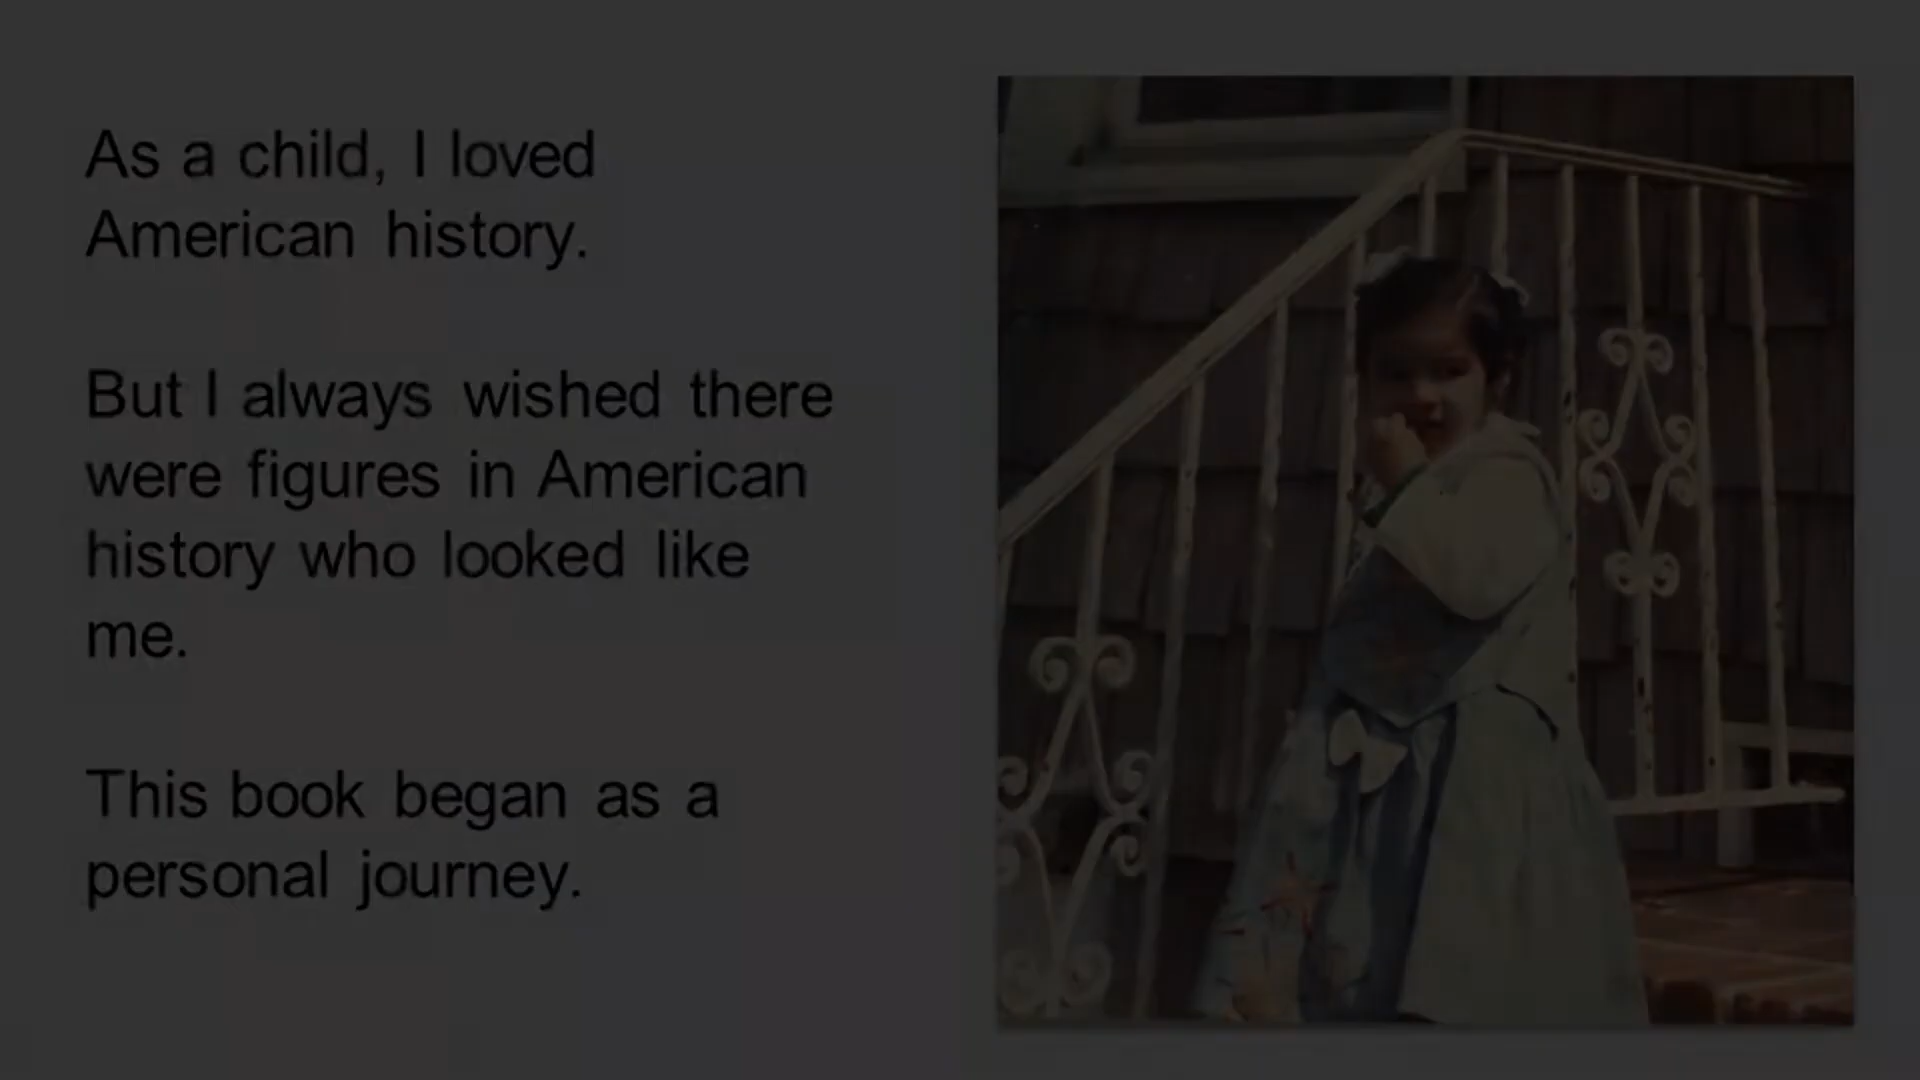 As a child, I loved
American history.
But I always wished there
were figures in American
history who looked like
me.
This book began as a
personal journey.